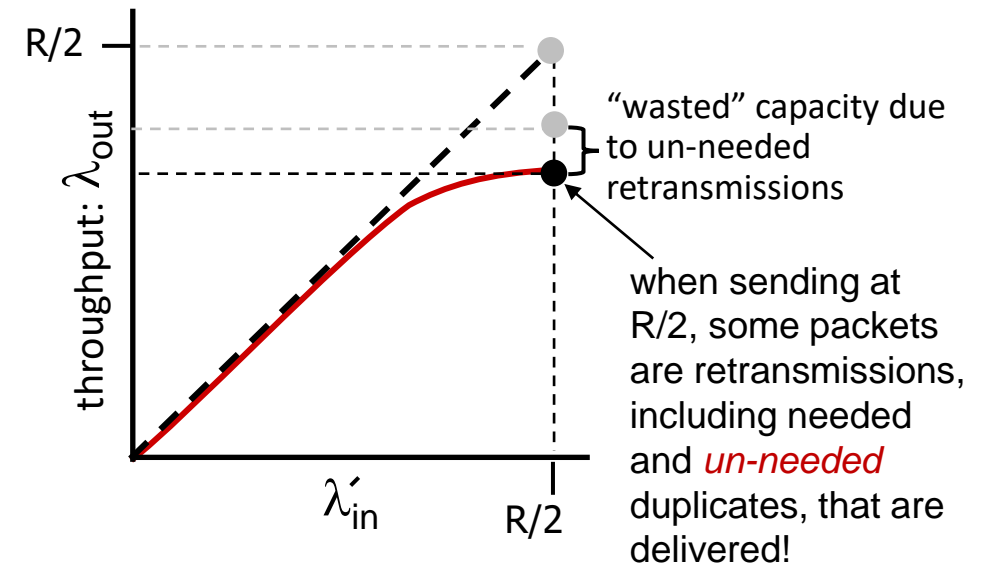 R/2
throughput: λout
“wasted” capacity due
to un-needed
retransmissions
when sending at
R/2, some packets
are retransmissions,
including needed
and un-needed
duplicates, that are
delivered!
λ´in
R/2